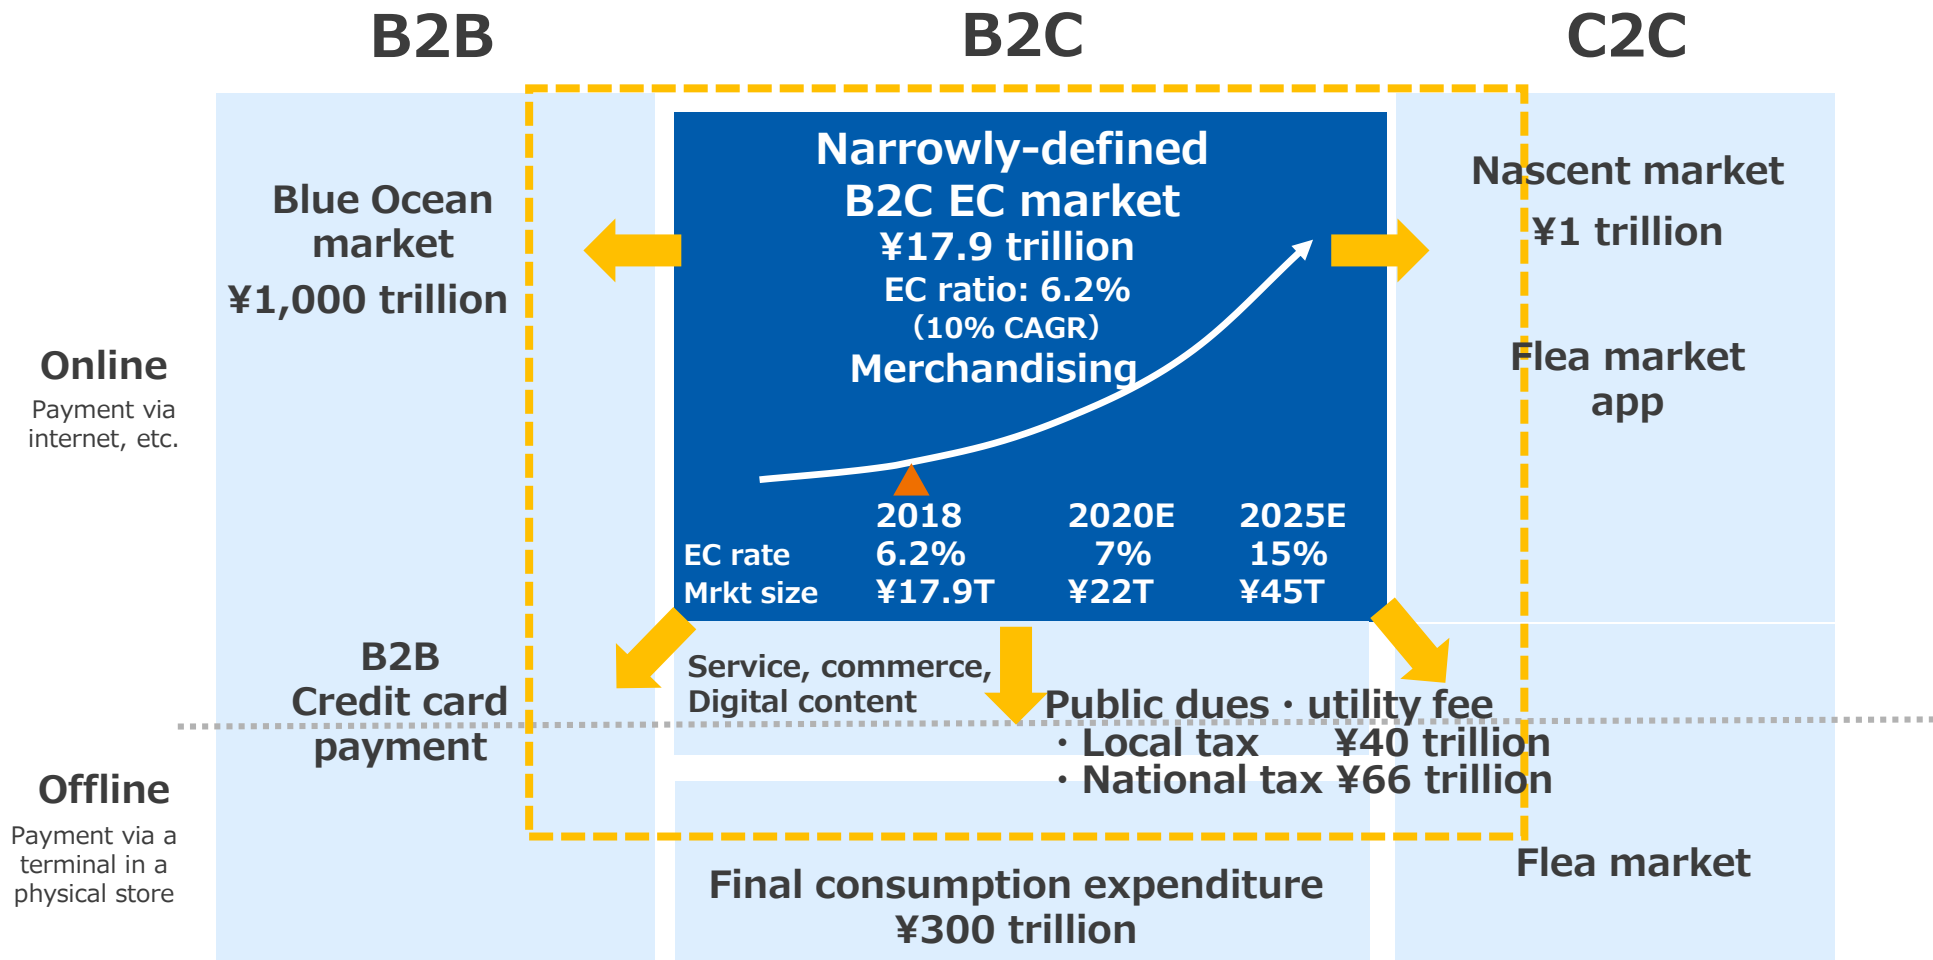 B2B B2C C2C
Narrowly-defined
B2C EC market
¥17.9 trillion
EC ratio: 6.2%
（10% CAGR）
Merchandising
2018 2020E 2025E
EC rate 6.2% 7% 15%
Mrkt size ¥17.9T ¥22T ¥45T
Blue Ocean
market
¥1,000 trillion
Nascent market
¥1 trillion
Flea market
app
Online
Payment via
internet, etc.
B2B
Credit card
payment
Service, commerce,
Digital content
Public dues・utility fee
・Local tax ¥40 trillion
・National tax ¥66 trillion
Offline
Payment via a
terminal in a
physical store
Final consumption expenditure
¥300 trillion
Flea market